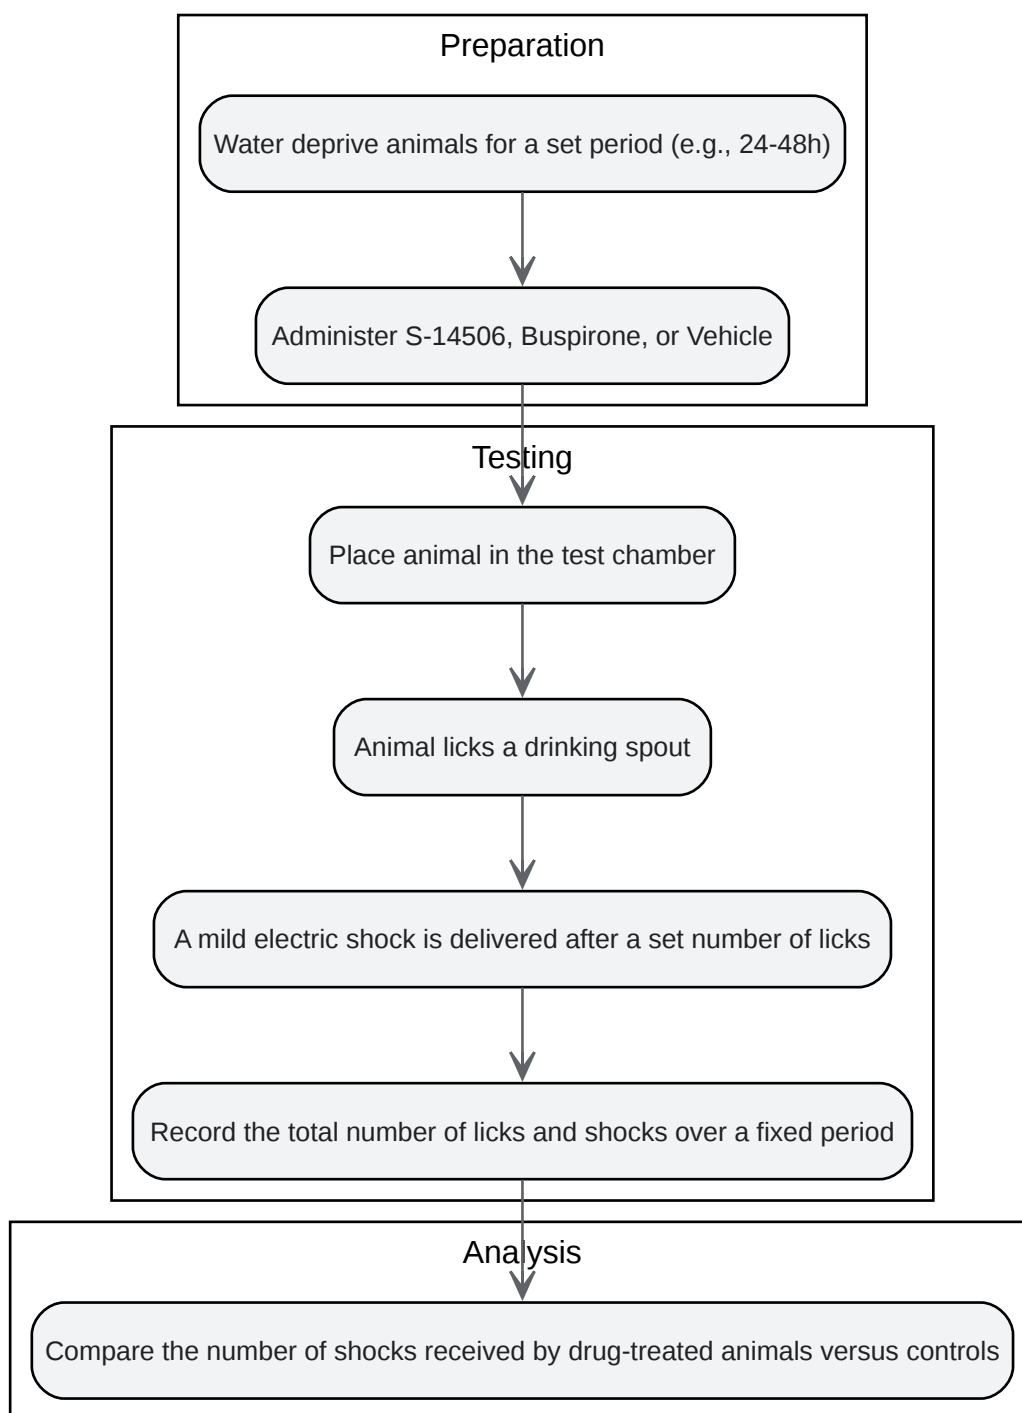 Preparation
Water deprive animals for a set period (e.g., 24-48h)
Administer S-14506, Buspirone, or Vehicle
Testing
Place animal in the test chamber
Animal licks a drinking spout
A mild electric shock is delivered after a set number of licks
Record the total number of licks and shocks over a fixed period
Analysis
Compare the number of shocks received by drug-treated animals versus controls